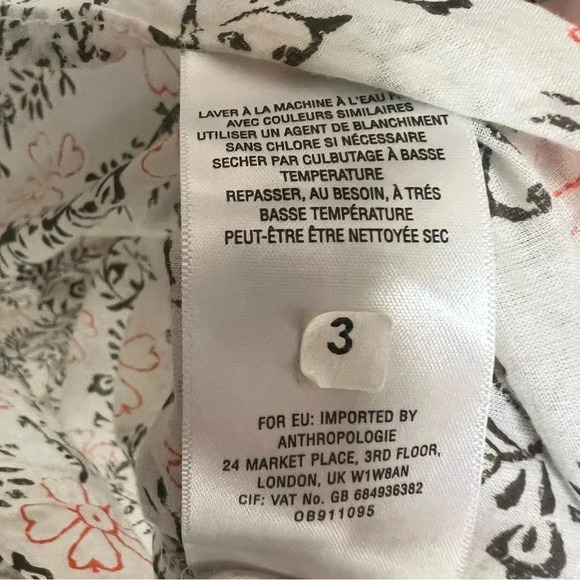 LAVER À LA MACHINE À L'EAU
AVEC COULEURS SIMILAIRES
UTILISER UN AGENT DE BLANCHIMENT
SANS CHLORE SI NÉCESSAIRE
SECHER PAR CULBUTAGE À BASSE
TEMPERATURE
REPASSER, AU BESOIN, À TRÉS
BASSE TEMPÉRATURE
PEUT-ÊTRE ÊTRE NETTOYÉE SEC
3
FOR EU: IMPORTED BY
ANTHROPOLOGIE
24 MARKET PLACE, 3RD FLOOR,
LONDON, UK W1W8AN
CIF: VAT No. GB 684936382
OB911095